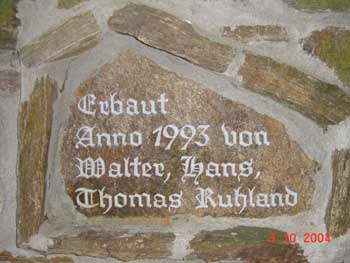 Erbaut
Anno 1993 von
Walter, Hans,
Thomas Ruhland
3 10 2004